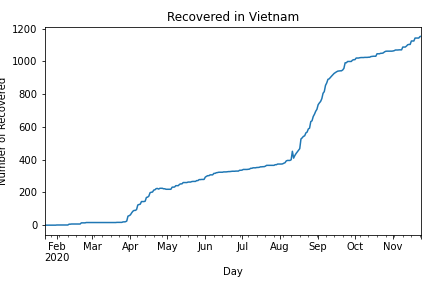 Recovered in Vietnam
Number of Recovered
1200
1000
800
600
400
200
0
Feb Mar Apr May Jun Jul Aug Sep Oct Nov
2020
Day